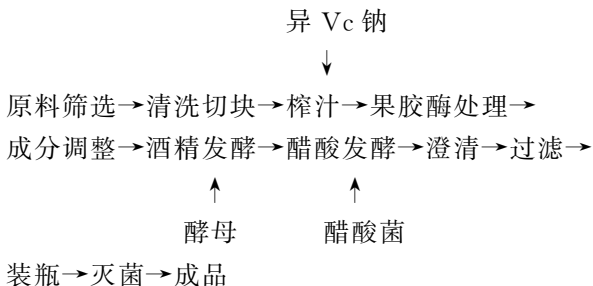 异 Vc 钠
↓
原料筛选→清洗切块→榨汁→果胶酶处理→
成分调整→酒精发酵→醋酸发酵→澄清→过滤→
↑ ↑
酵母 醋酸菌
装瓶→灭菌→成品